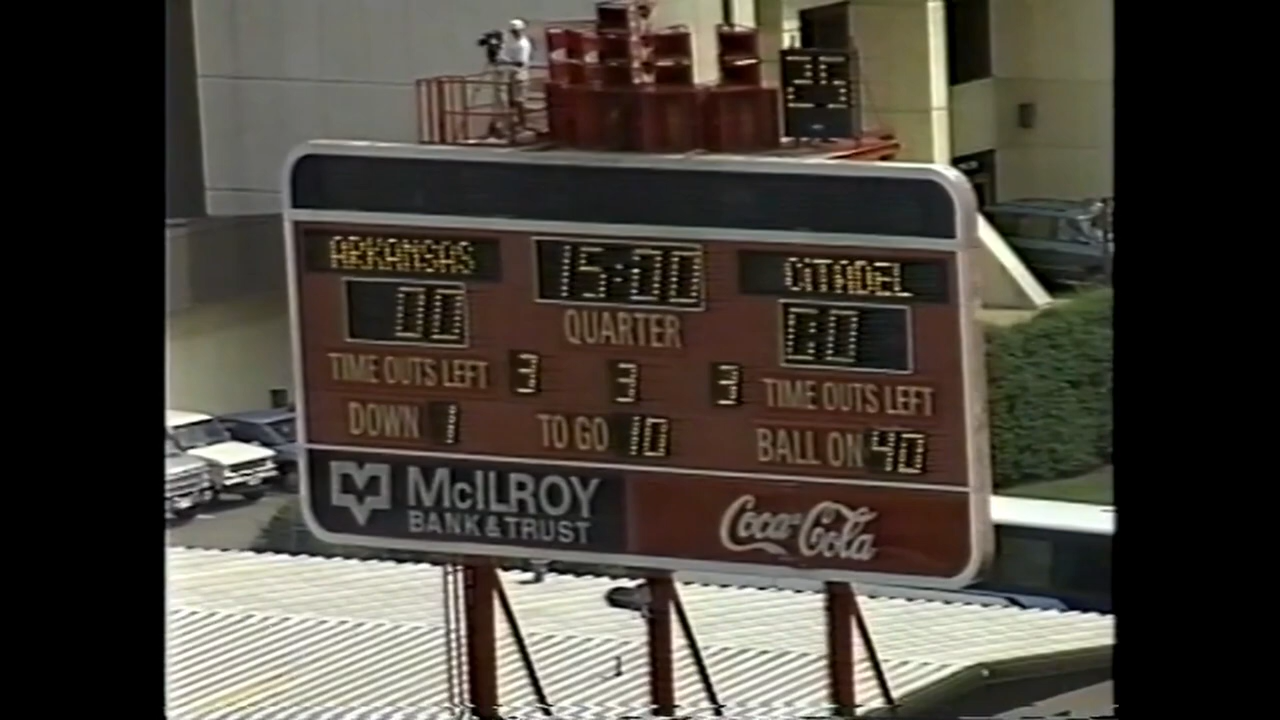 35
ARKANSAS 15:00 CITADEL
00 QUARTER 00
TIME OUTS LEFT 3 3 3 TIME OUTS LEFT
DOWN 1 TO GO 10 BALL ON 40
McILROY
BANK & TRUST
Coca-Cola